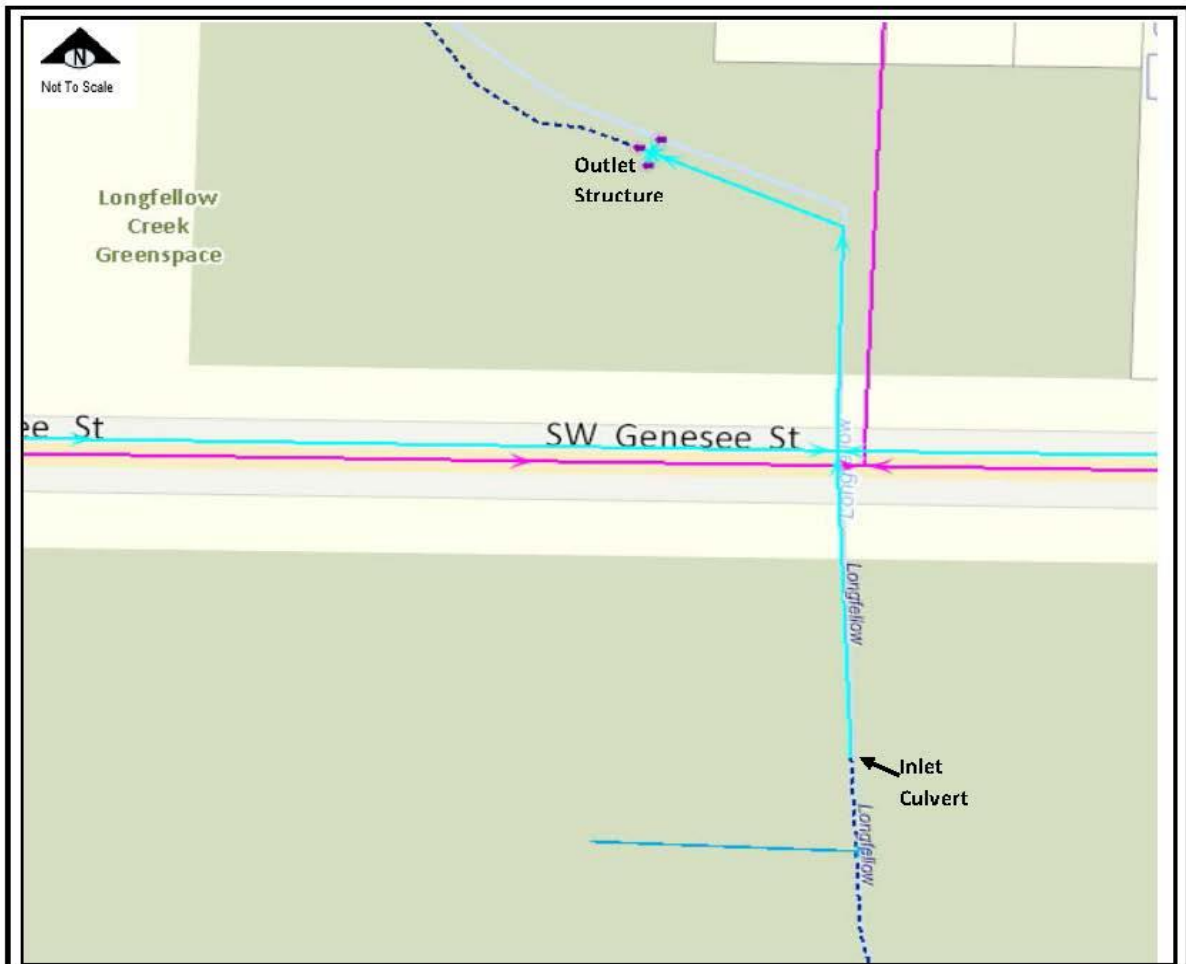 N
Not To Scale
Outlet
Structure
Longfellow
Creek
Greenspace
ee St
SW Genesee St
Longfellow
Longfellow
Inlet
Culvert
Longfellow